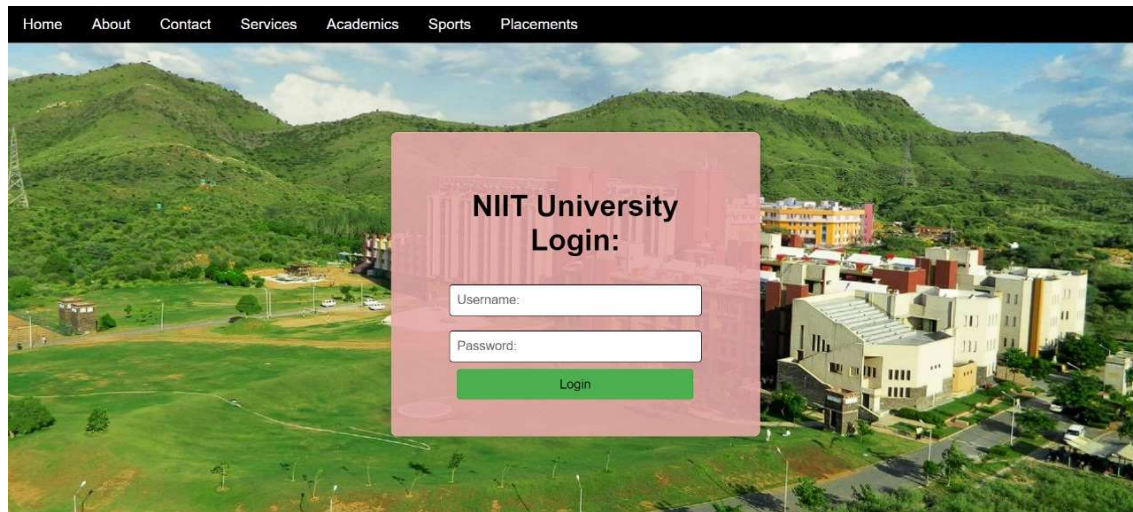 Home About Contact Services Academics Sports Placements
NIIT University
Login:
Username:
Password:
Login